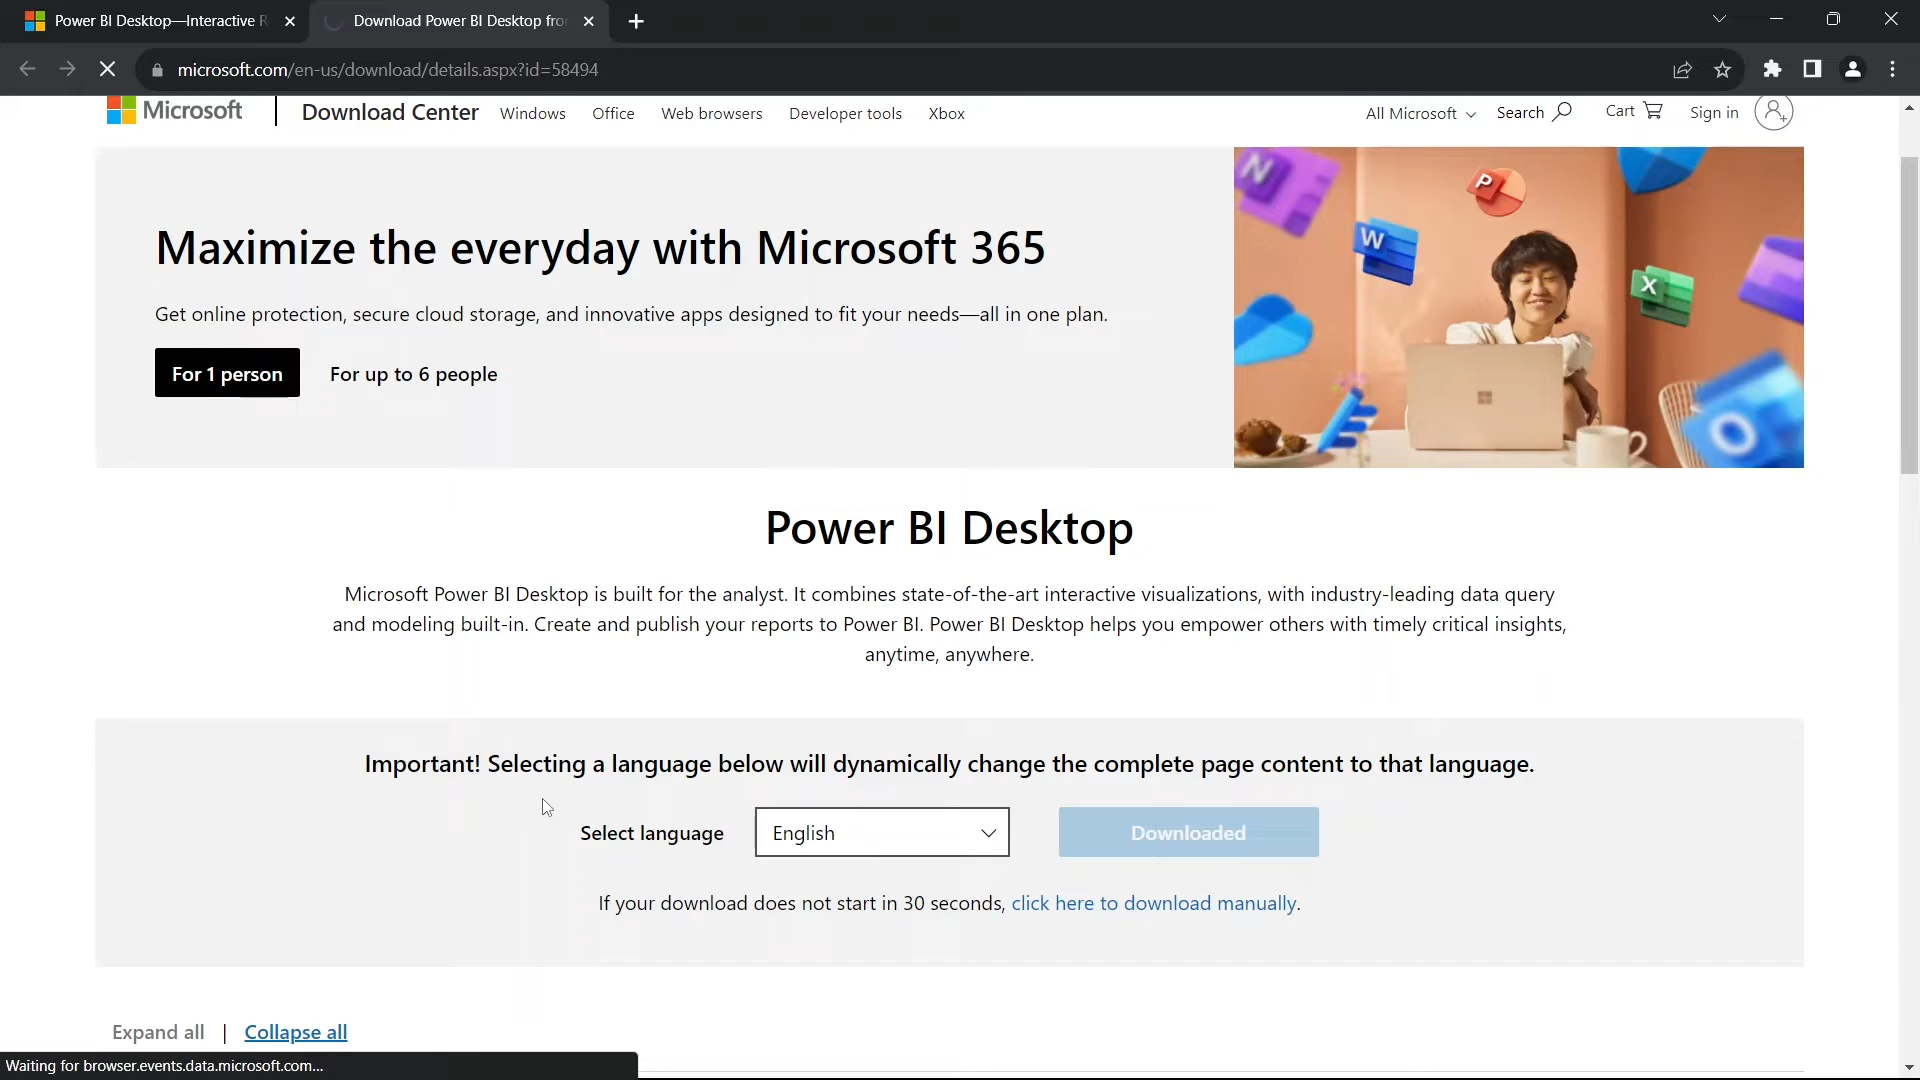 Power BI Desktop—Interactive R
Download Power BI Desktop fro
microsoft.com/en-us/download/details.aspx?id=58494
Microsoft
Download Center
Windows
Office
Web browsers
Developer tools
Xbox
All Microsoft
Search
Cart
Sign in
Maximize the everyday with Microsoft 365
Get online protection, secure cloud storage, and innovative apps designed to fit your needs—all in one plan.
For 1 person
For up to 6 people
N
P
W
X
O
Power BI Desktop
Microsoft Power BI Desktop is built for the analyst. It combines state-of-the-art interactive visualizations, with industry-leading data query
and modeling built-in. Create and publish your reports to Power BI. Power BI Desktop helps you empower others with timely critical insights,
anytime, anywhere.
Important! Selecting a language below will dynamically change the complete page content to that language.
Select language
English
Downloaded
If your download does not start in 30 seconds, click here to download manually.
Expand all | Collapse all
Waiting for browser.events.data.microsoft.com...